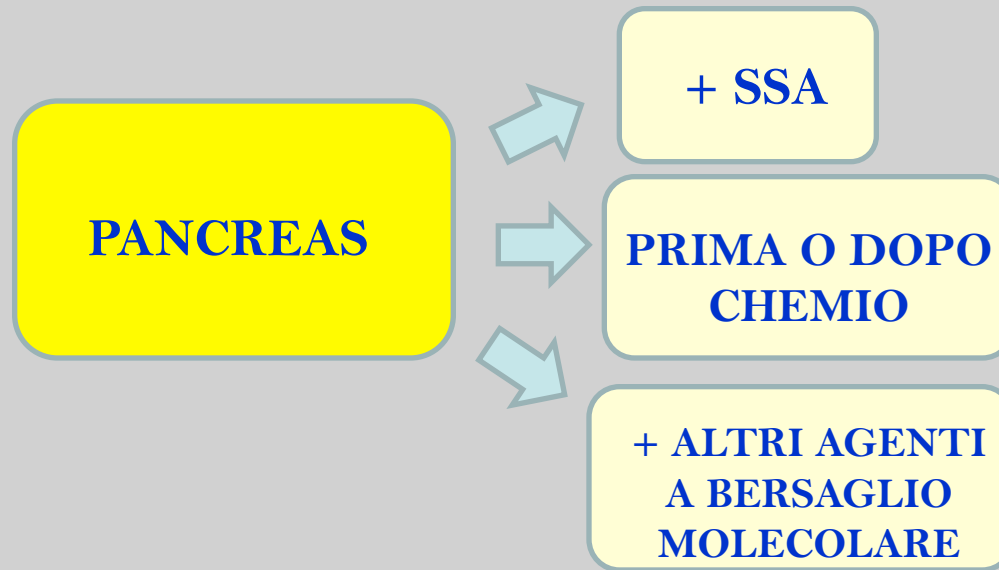 PANCREAS
+ SSA
PRIMA O DOPO
CHEMIO
+ ALTRI AGENTI
A BERSAGLIO
MOLECOLARE